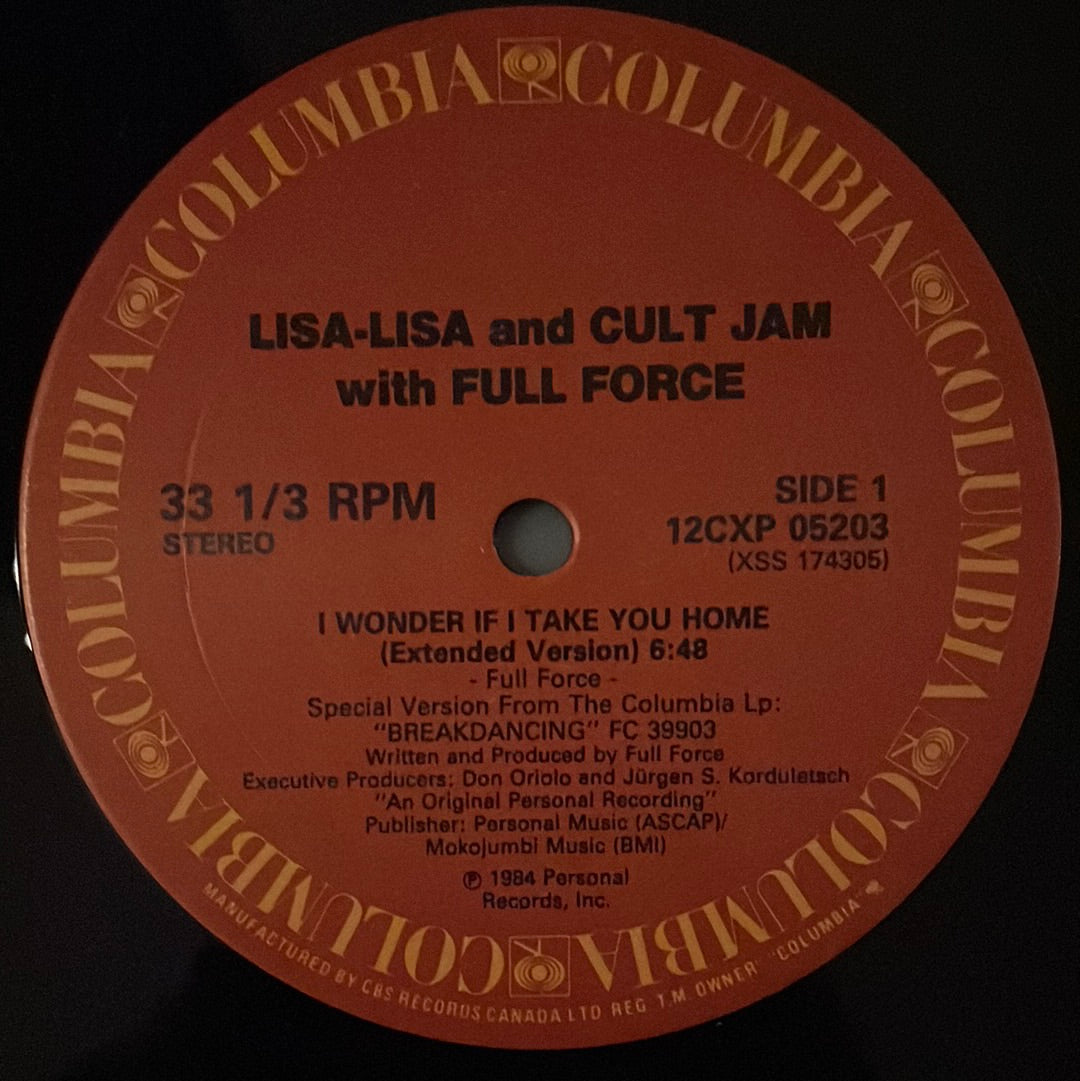 COLUMBIA COLUMBIA COLUMBIA COLUMBIA COLUMBIA COLUMBIA
LISA-LISA and CULT JAM
with FULL FORCE
33 1/3 RPM
STEREO
SIDE 1
12CXP 05203
(XSS 174305)
I WONDER IF I TAKE YOU HOME
(Extended Version) 6:48
- Full Force -
Special Version From The Columbia Lp:
"BREAKDANCING" FC 39903
Written and Produced by Full Force
Executive Producers: Don Oriolo and Jürgen S. Korduletsch
"An Original Personal Recording"
Publisher: Personal Music (ASCAP)/
Mokojumbi Music (BMI)
℗ 1984 Personal
Records, Inc.
MANUFACTURED BY CBS RECORDS CANADA LTD REG. T.M. OWNER "COLUMBIA"